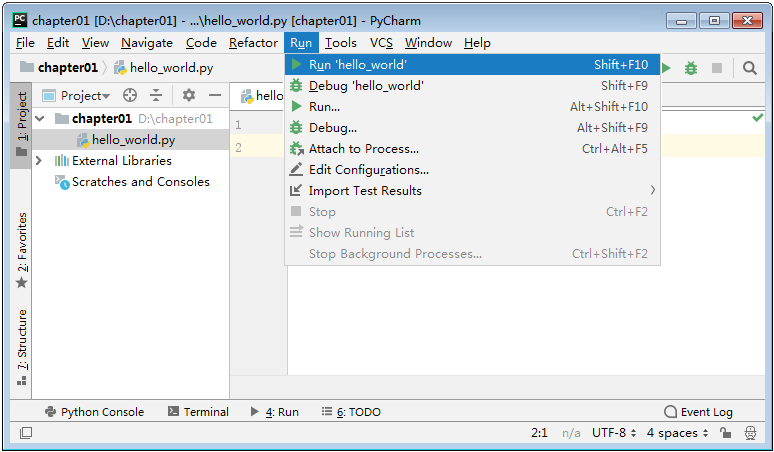 PC chapter01 [D:\chapter01] - ...\hello_world.py [chapter01] - PyCharm
File Edit View Navigate Code Refactor Run Tools VCS Window Help
chapter01 hello_world.py
1: Project
2: Favorites
7: Structure
Project
chapter01 D:\chapter01
hello_world.py
External Libraries
Scratches and Consoles
hello
1
2
Run 'hello_world' Shift+F10
Debug 'hello_world' Shift+F9
Run... Alt+Shift+F10
Debug... Alt+Shift+F9
Attach to Process... Ctrl+Alt+F5
Edit Configurations...
Import Test Results
Stop Ctrl+F2
Show Running List
Stop Background Processes... Ctrl+Shift+F2
Python Console Terminal 4: Run 6: TODO Event Log
2:1 n/a UTF-8 4 spaces